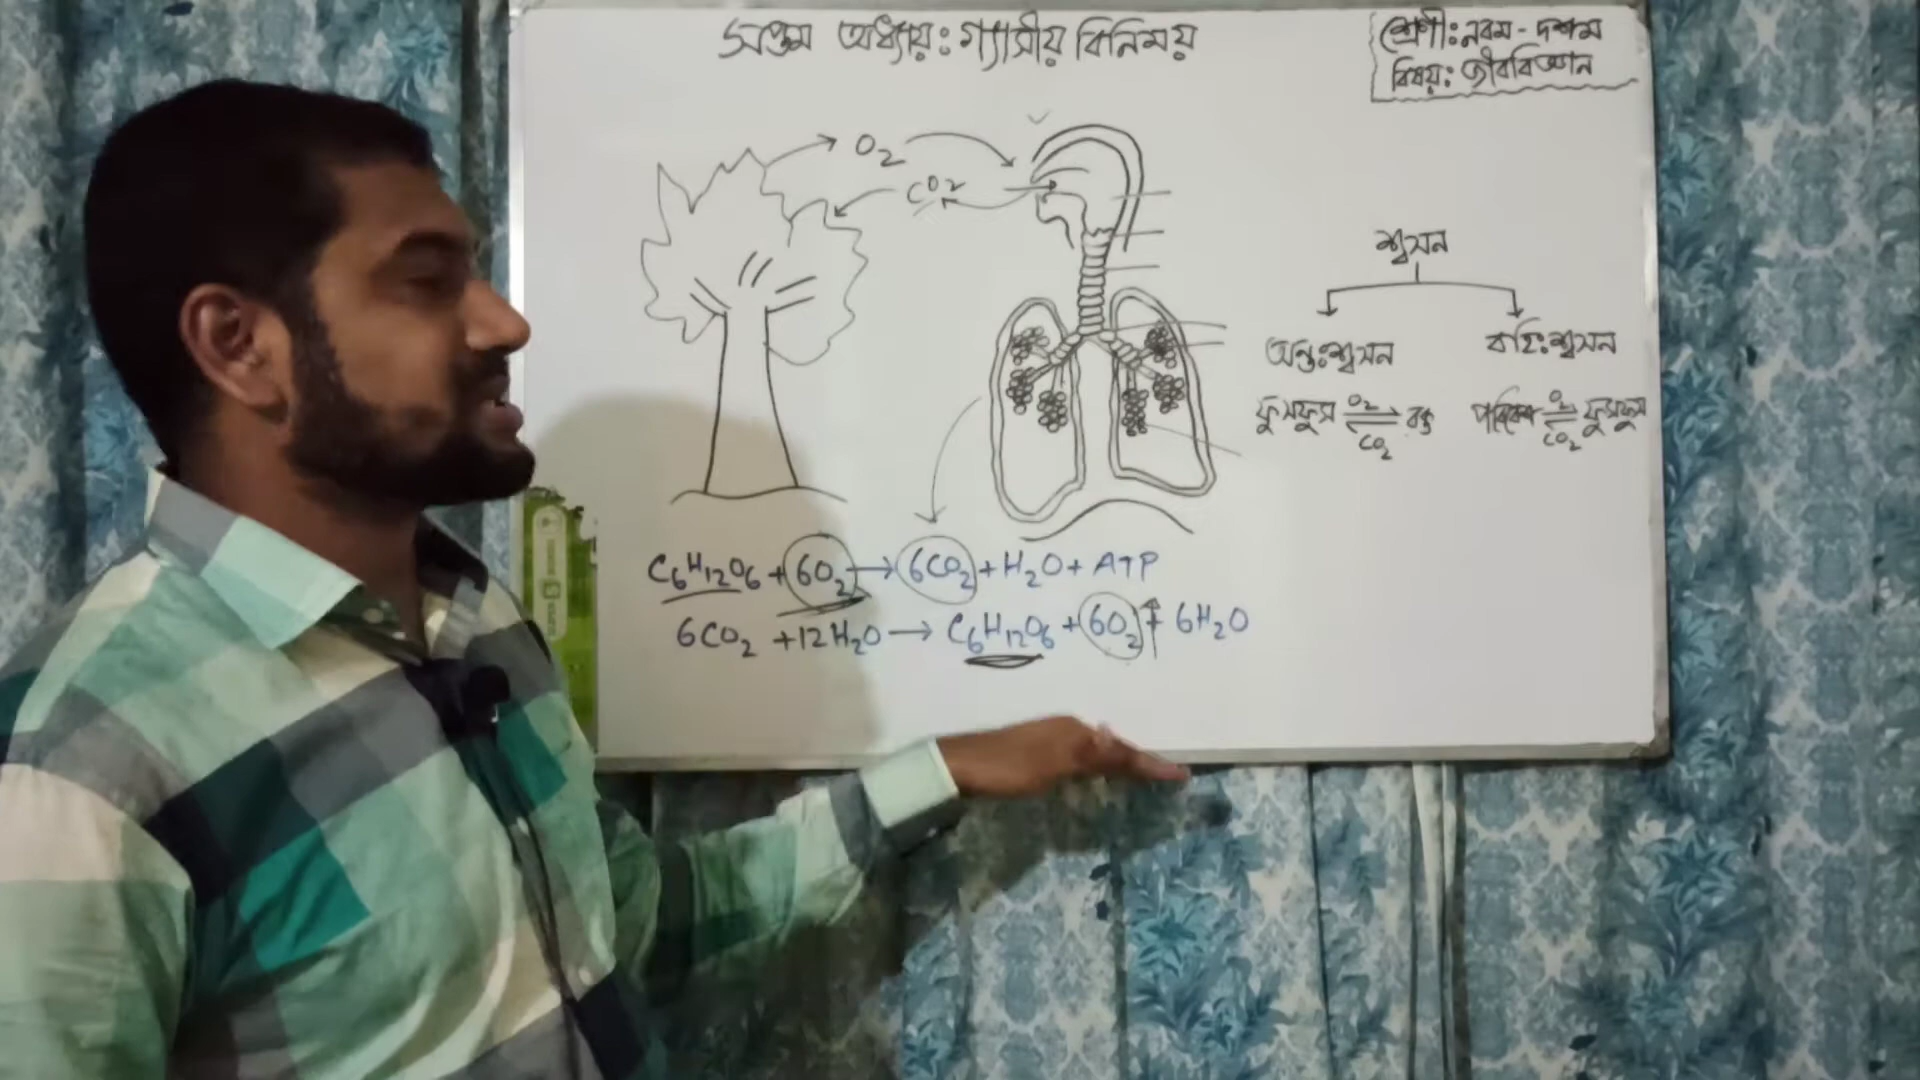 সপ্তম অধ্যায়: গ্যাসীয় বিনিময়
শ্রেণী: নবম - দশম
বিষয়: জীববিজ্ঞান
O₂
CO₂
শ্বসন
অন্তঃশ্বসন
বহিঃশ্বসন
ফুসফুস O₂ ⇌ CO₂ রক্ত
পরিবেশ O₂ ⇌ CO₂ ফুসফুস
C₆H₁₂O₆ + 6O₂ → 6CO₂ + H₂O + ATP
6CO₂ + 12H₂O → C₆H₁₂O₆ + 6O₂ + 6H₂O